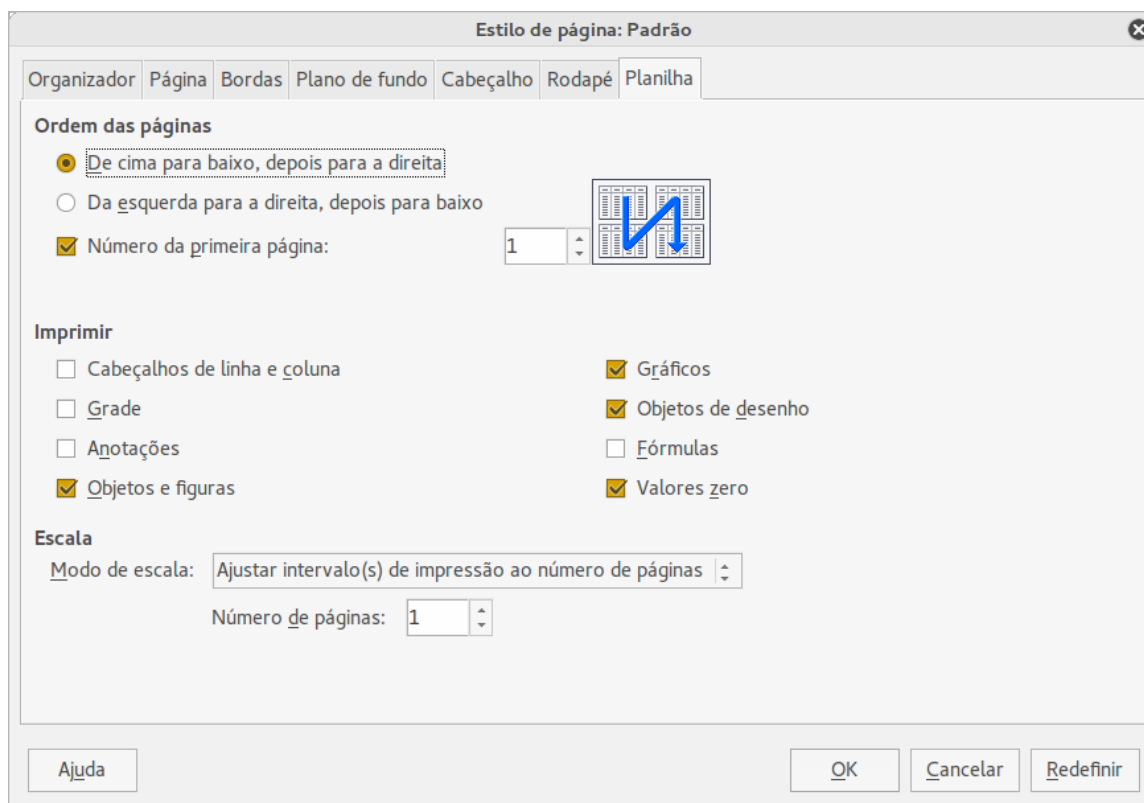 Estilo de página: Padrão
Organizador Página Bordas Plano de fundo Cabeçalho Rodapé Planilha
Ordem das páginas
De cima para baixo, depois para a direita
Da esquerda para a direita, depois para baixo
Número da primeira página: 1
Imprimir
Cabeçalhos de linha e coluna Gráficos
Grade Objetos de desenho
Anotações Fórmulas
Objetos e figuras Valores zero
Escala
Modo de escala: Ajustar intervalo(s) de impressão ao número de páginas
Número de páginas: 1
Ajuda OK Cancelar Redefinir